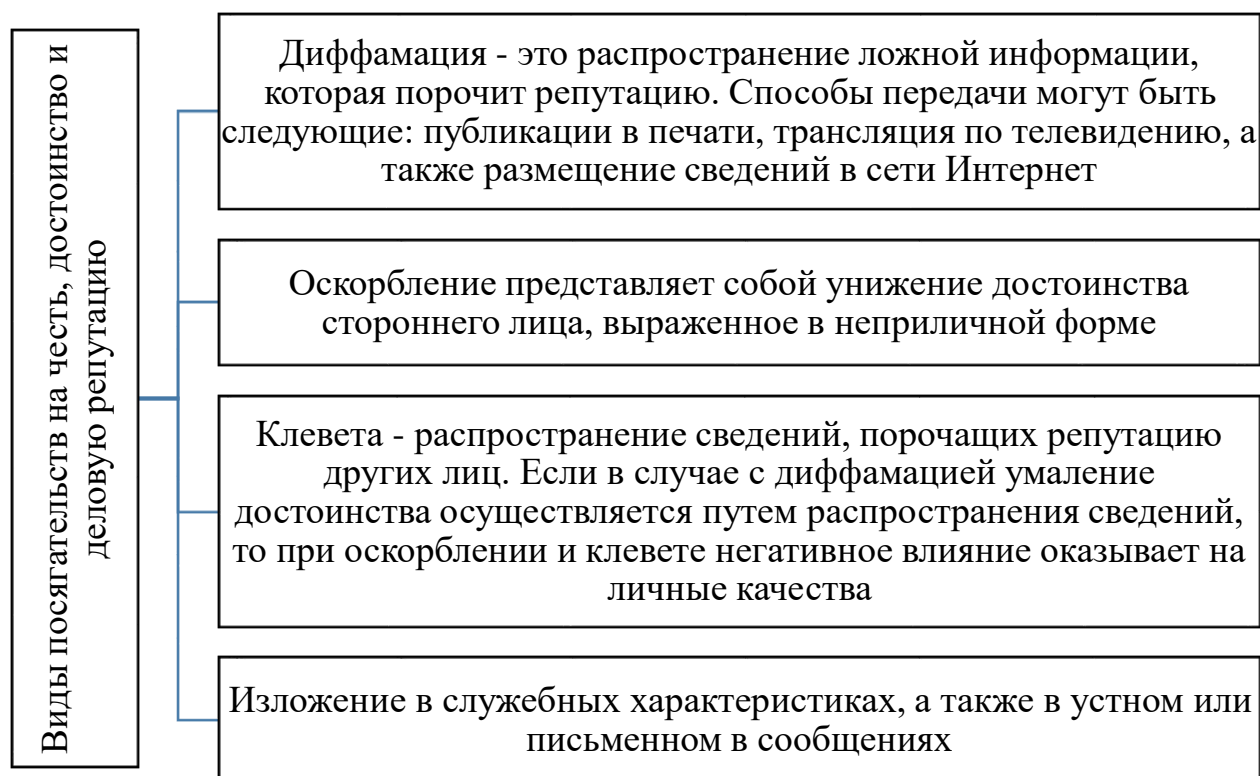 Виды посягательств на честь, достоинство и
деловую репутацию
Диффамация - это распространение ложной информации,
которая порочит репутацию. Способы передачи могут быть
следующие: публикации в печати, трансляция по телевидению, а
также размещение сведений в сети Интернет
Оскорбление представляет собой унижение достоинства
стороннего лица, выраженное в неприличной форме
Клевета - распространение сведений, порочащих репутацию
других лиц. Если в случае с диффамацией умаление
достоинства осуществляется путем распространения сведений,
то при оскорблении и клевете негативное влияние оказывает на
личные качества
Изложение в служебных характеристиках, а также в устном или
письменном в сообщениях